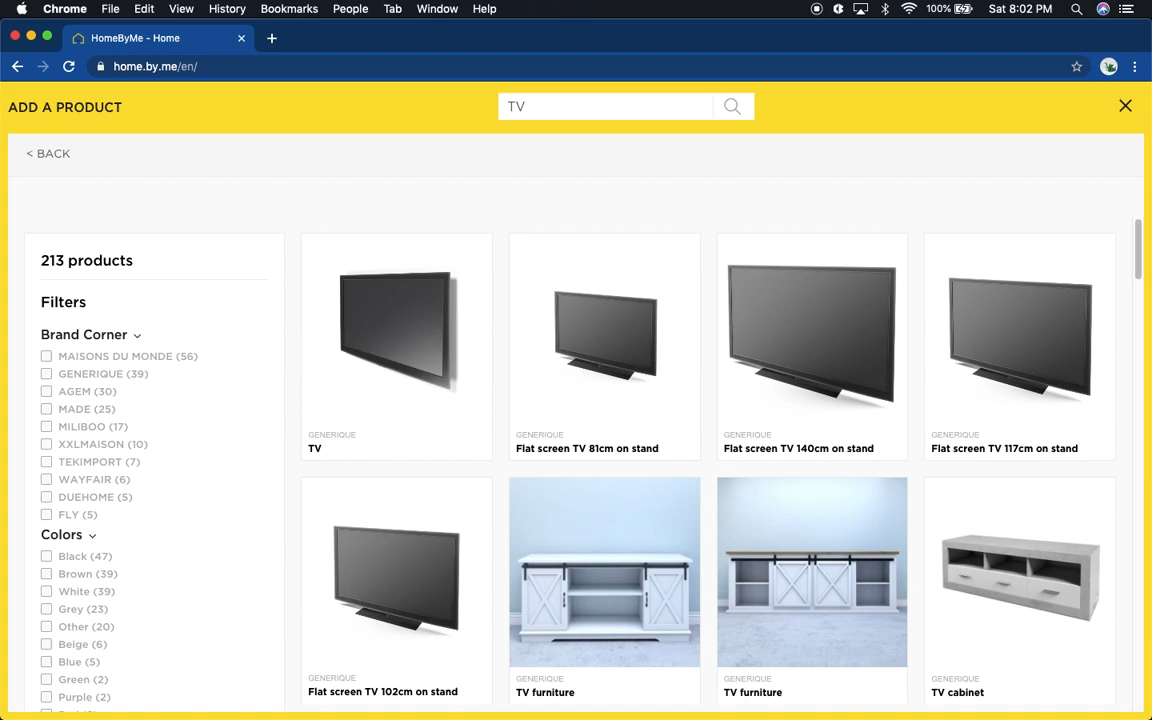 Chrome File Edit View History Bookmarks People Tab Window Help 100% Sat 8:02 PM
HomeByMe - Home
home.by.me/en/
ADD A PRODUCT
TV
< BACK
213 products
Filters
Brand Corner
MAISONS DU MONDE (56)
GENERIQUE (39)
AGEM (30)
MADE (25)
MILIBOO (17)
XXLMAISON (10)
TEKIMPORT (7)
WAYFAIR (6)
DUEHOME (5)
FLY (5)
Colors
Black (47)
Brown (39)
White (39)
Grey (23)
Other (20)
Beige (6)
Blue (5)
Green (2)
Purple (2)
GENERIQUE
TV
GENERIQUE
Flat screen TV 81cm on stand
GENERIQUE
Flat screen TV 140cm on stand
GENERIQUE
Flat screen TV 117cm on stand
GENERIQUE
Flat screen TV 102cm on stand
GENERIQUE
TV furniture
GENERIQUE
TV furniture
GENERIQUE
TV cabinet